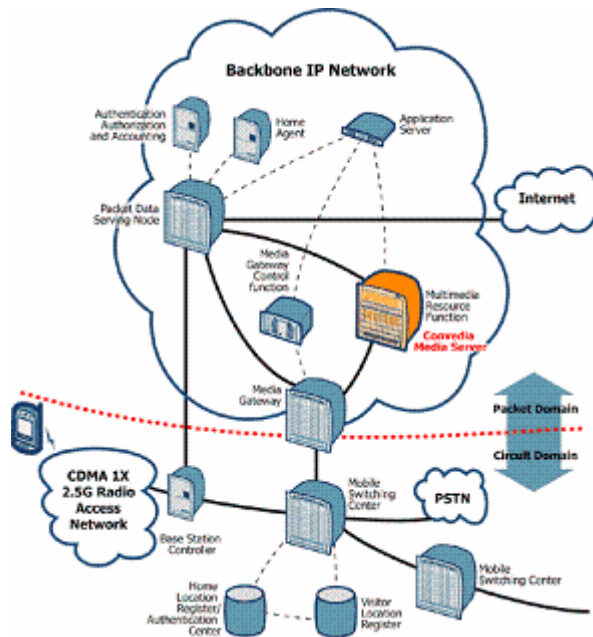 Backbone IP Network
Authentication
Authorization
and Accounting
Home
Agent
Application
Server
Packet Data
Serving Node
Internet
Media
Gateway
Control
function
Multimedia
Resource
Function
Convedia
Media Server
Media
Gateway
Packet Domain
Circuit Domain
CDMA 1X
2.5G Radio
Access
Network
Base Station
Controller
Mobile
Switching
Center
PSTN
Mobile
Switching Center
Home
Location
Register/
Authentication
Center
Visitor
Location
Register